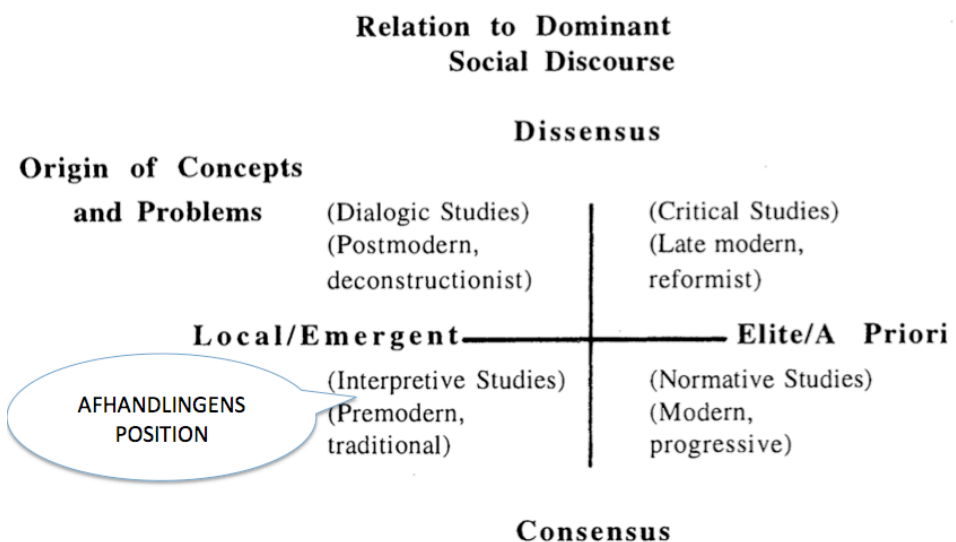 Relation to Dominant
Social Discourse
Dissensus
Origin of Concepts
and Problems
(Dialogic Studies)
(Postmodern,
deconstructionist)
(Critical Studies)
(Late modern,
reformist)
Local/Emergent
Elite/A Priori
AFHANDLINGENS
POSITION
(Interpretive Studies)
(Premodern,
traditional)
(Normative Studies)
(Modern,
progressive)
Consensus